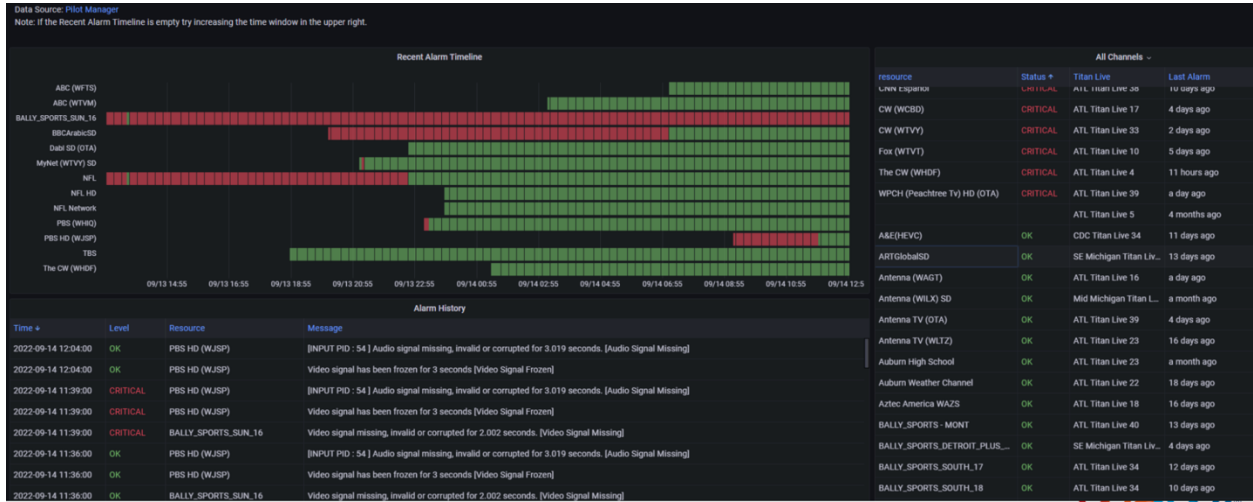 Data Source: Pilot Manager
Note: If the Recent Alarm Timeline is empty try increasing the time window in the upper right.
Recent Alarm Timeline
ABC (WFTS)
ABC (WTVM)
BALLY_SPORTS_SUN_16
BBCArabicSD
Dabl SD (OTA)
MyNet (WTVY) SD
NFL
NFL HD
NFL Network
PBS (WHIQ)
PBS HD (WJSP)
TBS
The CW (WHDF)
09/13 14:55 09/13 16:55 09/13 18:55 09/13 20:55 09/13 22:55 09/14 00:55 09/14 02:55 09/14 04:55 09/14 06:55 09/14 08:55 09/14 10:55 09/14 12:5
Alarm History
Time Level Resource Message
2022-09-14 12:04:00 OK PBS HD (WJSP) [INPUT PID : 54 ] Audio signal missing, invalid or corrupted for 3.019 seconds. [Audio Signal Missing]
2022-09-14 12:04:00 OK PBS HD (WJSP) Video signal has been frozen for 3 seconds [Video Signal Frozen]
2022-09-14 11:39:00 CRITICAL PBS HD (WJSP) [INPUT PID : 54 ] Audio signal missing, invalid or corrupted for 3.019 seconds. [Audio Signal Missing]
2022-09-14 11:39:00 CRITICAL PBS HD (WJSP) Video signal has been frozen for 3 seconds [Video Signal Frozen]
2022-09-14 11:39:00 CRITICAL BALLY_SPORTS_SUN_16 Video signal missing, invalid or corrupted for 2.002 seconds. [Video Signal Missing]
2022-09-14 11:36:00 OK PBS HD (WJSP) [INPUT PID : 54 ] Audio signal missing, invalid or corrupted for 3.019 seconds. [Audio Signal Missing]
2022-09-14 11:36:00 OK PBS HD (WJSP) Video signal has been frozen for 3 seconds [Video Signal Frozen]
2022-09-14 11:36:00 OK BALLY_SPORTS_SUN_16 Video signal missing, invalid or corrupted for 2.002 seconds. [Video Signal Missing]
All Channels
resource Status Titan Live Last Alarm
CNN Espanol CRITICAL ATL Titan Live 38 10 days ago
CW (WCBD) CRITICAL ATL Titan Live 17 4 days ago
CW (WTVY) CRITICAL ATL Titan Live 33 2 days ago
Fox (WTVT) CRITICAL ATL Titan Live 10 5 days ago
The CW (WHDF) CRITICAL ATL Titan Live 4 11 hours ago
WPCH (Peachtree Tv) HD (OTA) CRITICAL ATL Titan Live 39 a day ago
ATL Titan Live 5 4 months ago
A&E(HEVC) OK CDC Titan Live 34 11 days ago
ARTGlobalSD OK SE Michigan Titan Liv... 13 days ago
Antenna (WAGT) OK ATL Titan Live 16 a day ago
Antenna (WILX) SD OK Mid Michigan Titan L... a month ago
Antenna TV (OTA) OK ATL Titan Live 39 4 days ago
Antenna TV (WLTZ) OK ATL Titan Live 23 16 days ago
Auburn High School OK ATL Titan Live 23 a month ago
Auburn Weather Channel OK ATL Titan Live 22 18 days ago
Aztec America WAZS OK ATL Titan Live 18 16 days ago
BALLY_SPORTS - MONT OK ATL Titan Live 40 13 days ago
BALLY_SPORTS_DETROIT_PLUS_... OK SE Michigan Titan Liv... 4 days ago
BALLY_SPORTS_SOUTH_17 OK ATL Titan Live 34 12 days ago
BALLY_SPORTS_SOUTH_18 OK ATL Titan Live 34 10 days ago